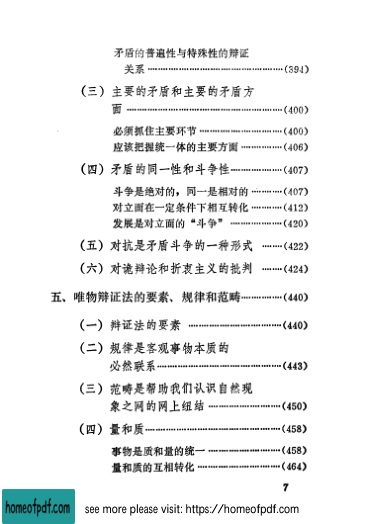 矛盾的普遍性与特殊性的辩证
关系……………………………………(394)
(三) 主要的矛盾和主要的矛盾方
面……………………………………(400)
必须抓住主要环节……………………(400)
应该把握统一体的主要方面…………(406)
(四) 矛盾的同一性和斗争性……………(407)
斗争是绝对的,同一是相对的………(407)
对立面在一定条件下相互转化………(412)
发展是对立面的“斗争”……………(420)
(五) 对抗是矛盾斗争的一种形式 ……(422)
(六) 对诡辩论和折衷主义的批判 ……(424)
五、唯物辩证法的要素、规律和范畴…………(440)
(一) 辩证法的要素 ……………………(440)
(二) 规律是客观事物本质的
必然联系……………………………(443)
(三) 范畴是帮助我们认识自然现
象之网的网上纽结…………………(450)
(四) 量和质………………………………(458)
事物是质和量的统一…………………(458)
量和质的互相转化……………………(464)
7
homeofpdf.com
see more please visit: https://homeofpdf.com